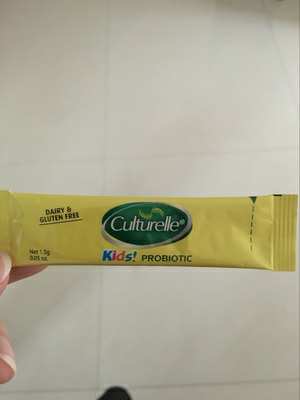 DAIRY &
GLUTEN FREE
Culturelle®
Kids! PROBIOTIC
Net 1.5g
0.05 oz.